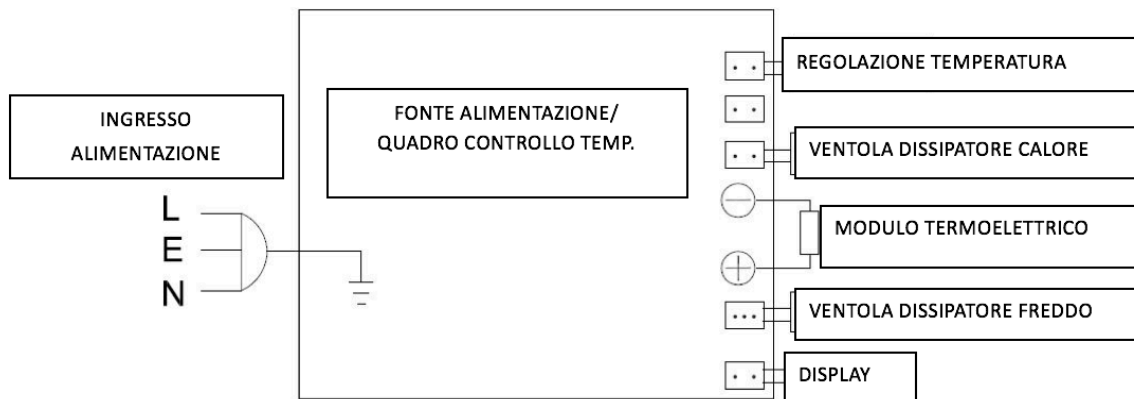 INGRESSO
ALIMENTAZIONE
L
E
N
FONTE ALIMENTAZIONE/
QUADRO CONTROLLO TEMP.
REGOLAZIONE TEMPERATURA
VENTOLA DISSIPATORE CALORE
MODULO TERMOELETTRICO
VENTOLA DISSIPATORE FREDDO
DISPLAY